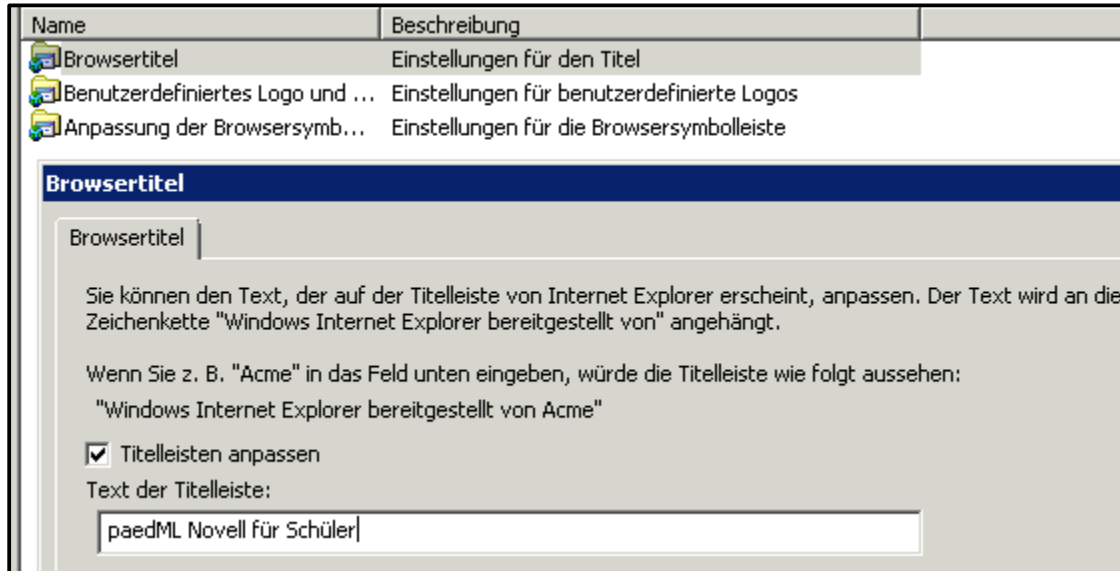 Name Beschreibung
Browsertitel Einstellungen für den Titel
Benutzerdefiniertes Logo und ... Einstellungen für benutzerdefinierte Logos
Anpassung der Browsersymb... Einstellungen für die Browsersymbolleiste
Browsertitel
Browsertitel
Sie können den Text, der auf der Titelleiste von Internet Explorer erscheint, anpassen. Der Text wird an die
Zeichenkette "Windows Internet Explorer bereitgestellt von" angehängt.
Wenn Sie z. B. "Acme" in das Feld unten eingeben, würde die Titelleiste wie folgt aussehen:
"Windows Internet Explorer bereitgestellt von Acme"
Titelleisten anpassen
Text der Titelleiste:
paedML Novell für Schüler